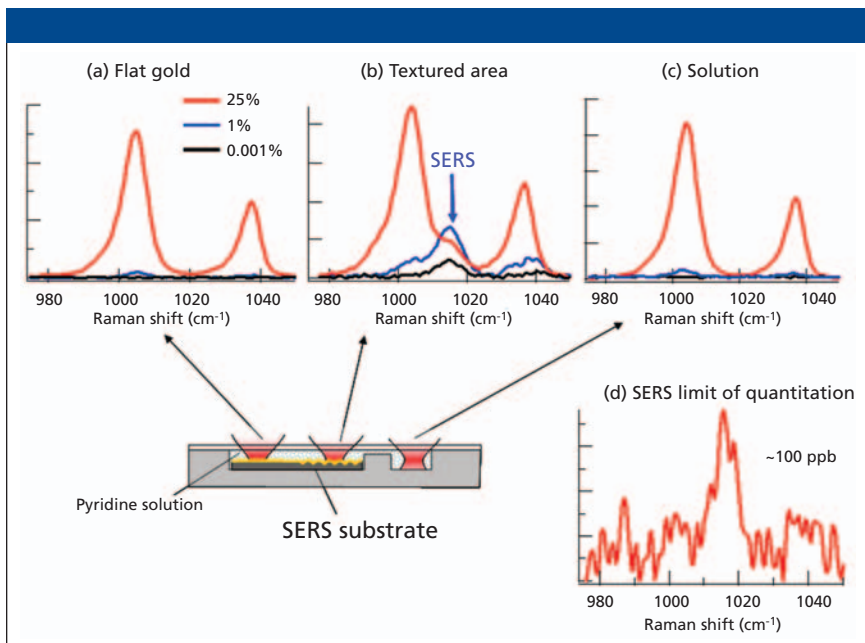 (a) Flat gold
25%
1%
0.001%
980 1000 1020 1040
Raman shift (cm-1)
(b) Textured area
SERS
980 1000 1020 1040
Raman shift (cm-1)
(c) Solution
980 1000 1020 1040
Raman shift (cm-1)
Pyridine solution
SERS substrate
(d) SERS limit of quantitation
~100 ppb
980 1000 1020 1040
Raman shift (cm-1)